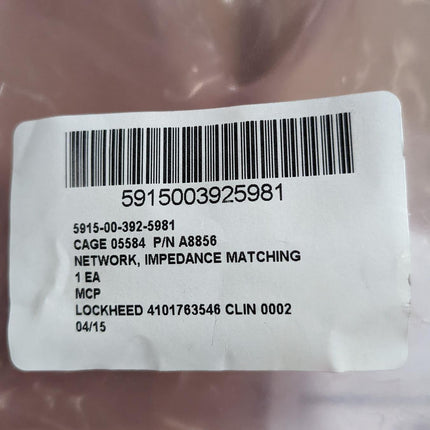 5915003925981
5915-00-392-5981
CAGE 05584 P/N A8856
NETWORK, IMPEDANCE MATCHING
1 EA
MCP
LOCKHEED 4101763546 CLIN 0002
04/15